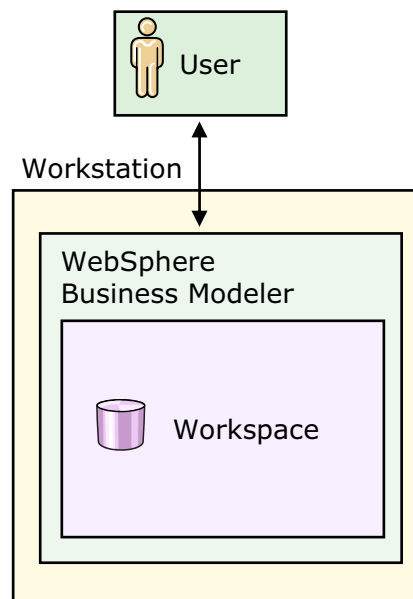 User
Workstation
WebSphere
Business Modeler
Workspace